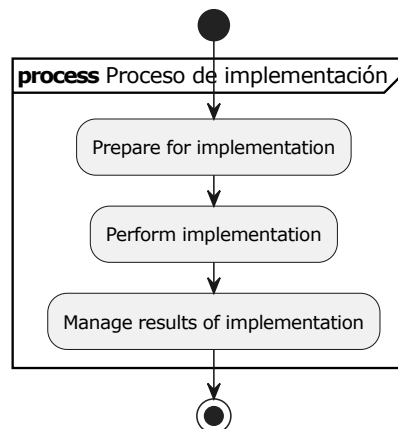 process Proceso de implementación
Prepare for implementation
Perform implementation
Manage results of implementation